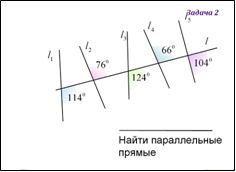 Задача 2
l₁ l₂ l₃ l₄ l₅ l
76° 66°
114° 124° 104°
Найти параллельные
прямые